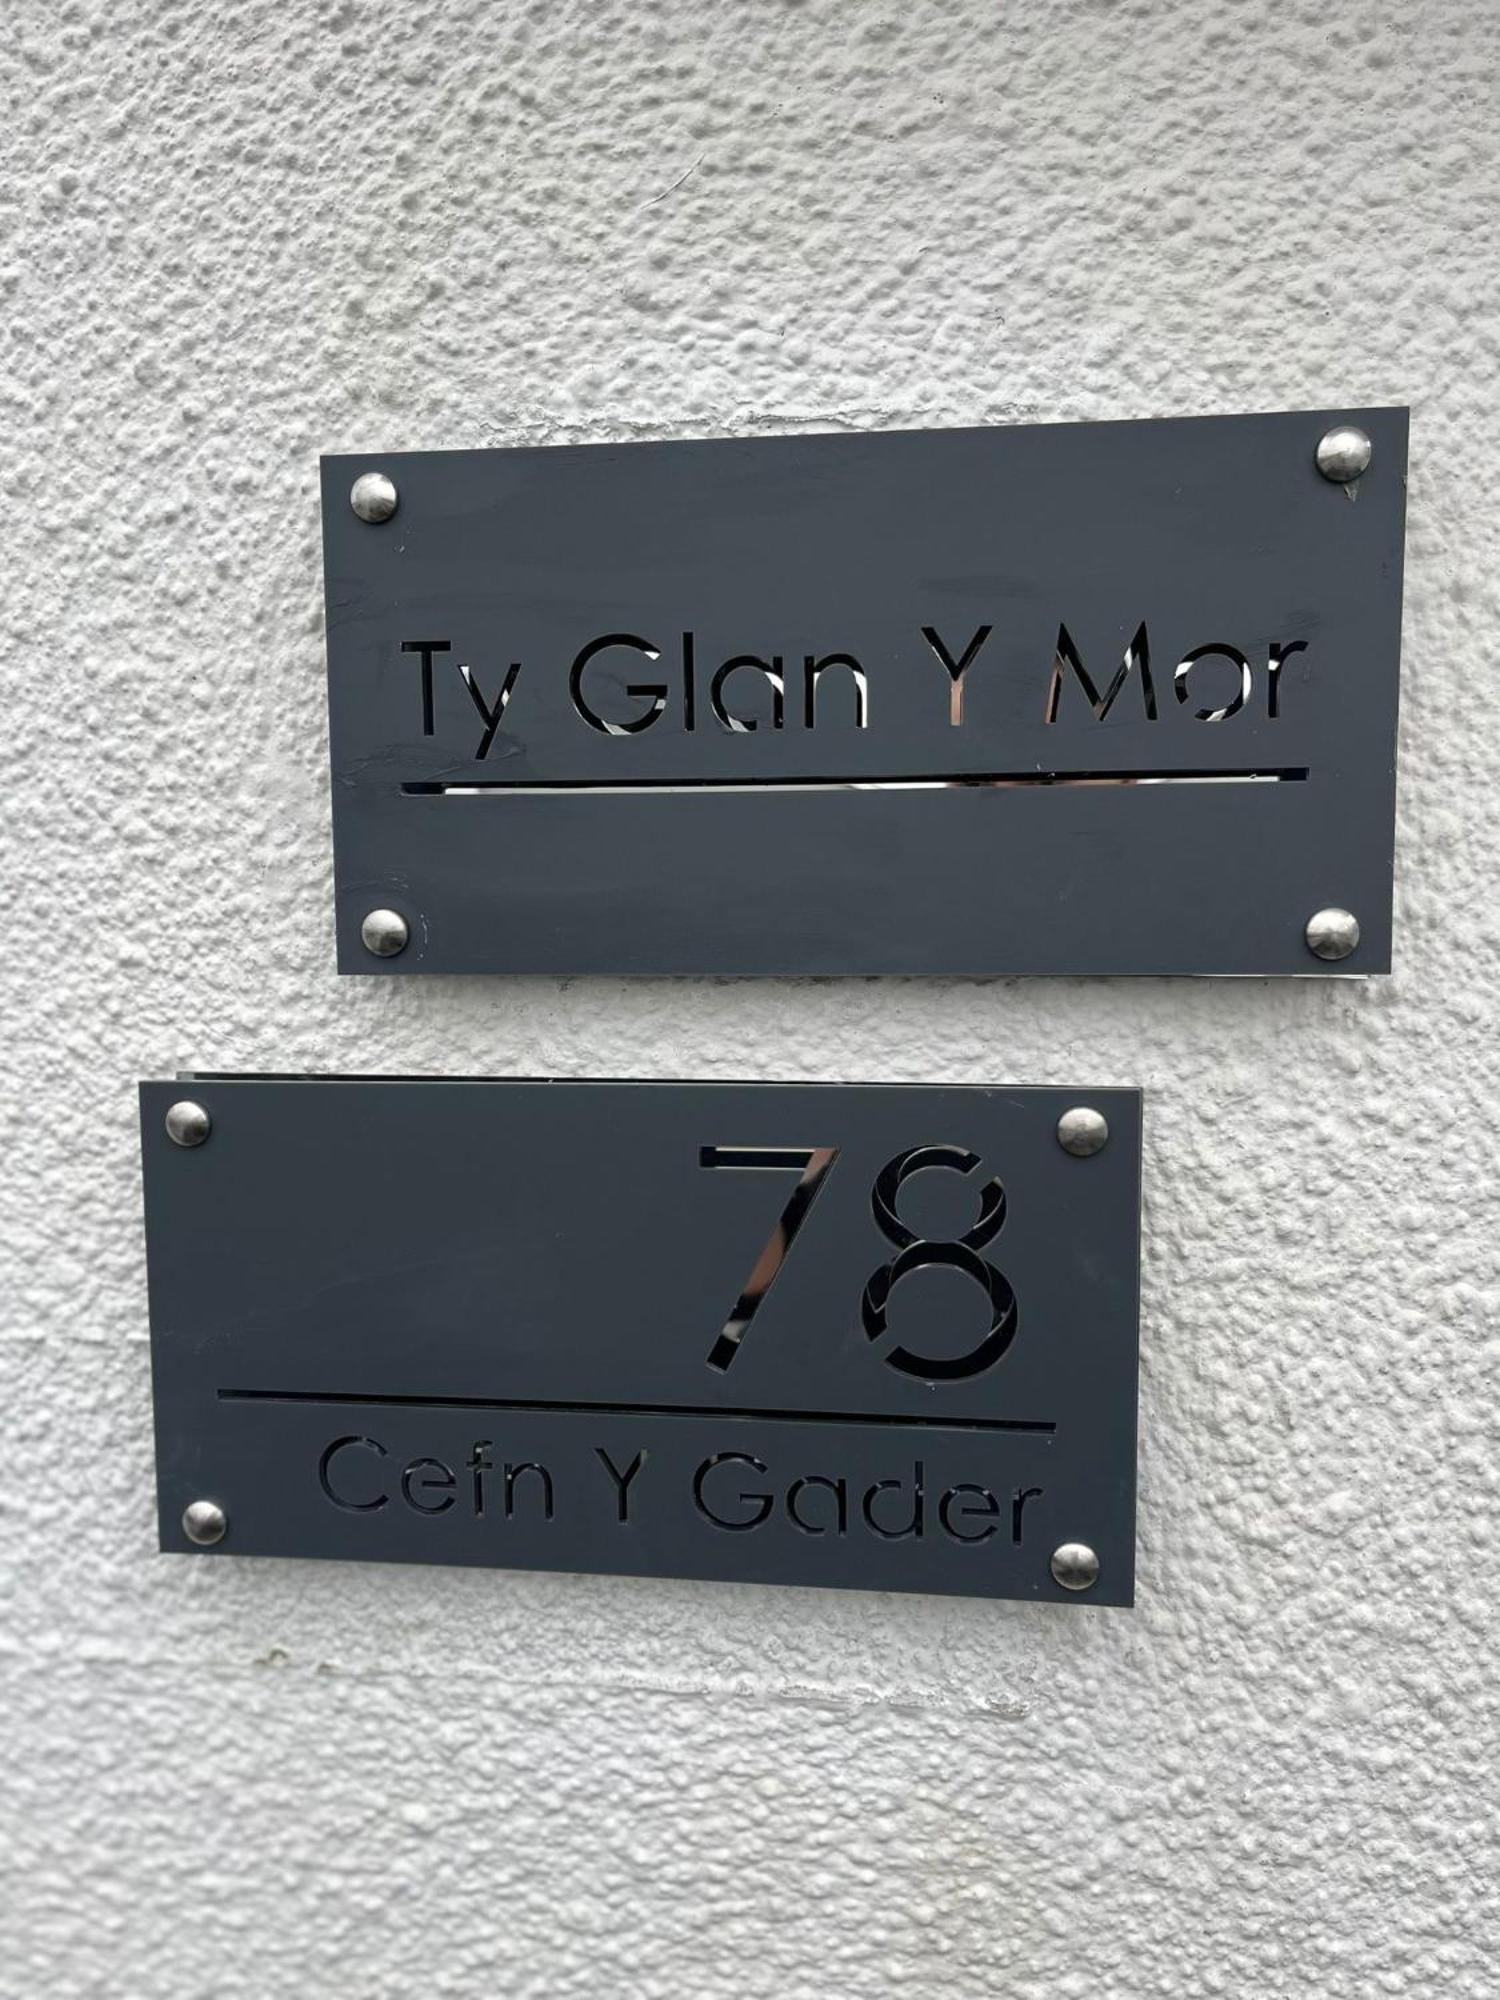 Ty Glan Y Mor
78
Cefn Y Gader